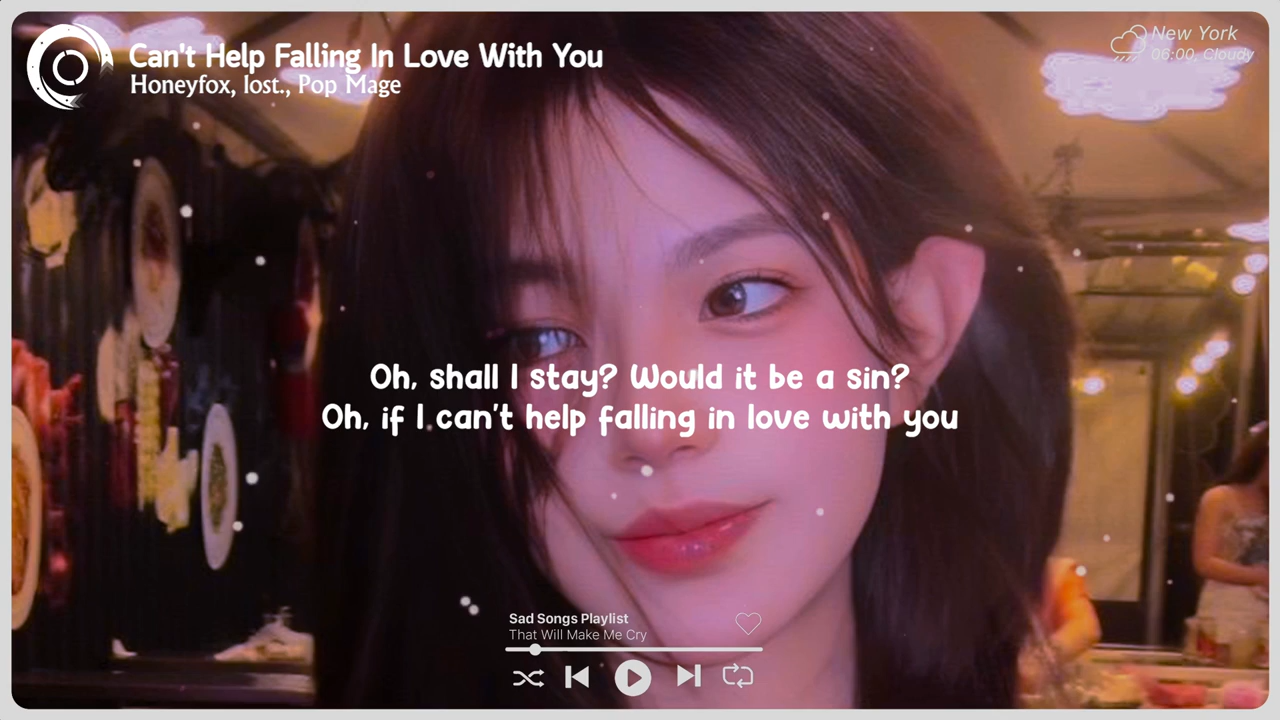 Can't Help Falling In Love With You
Honeyfox, lost., Pop Mage
New York
06:00, Cloudy
Oh, shall I stay? Would it be a sin?
Oh, if I can't help falling in love with you
Sad Songs Playlist
That Will Make Me Cry